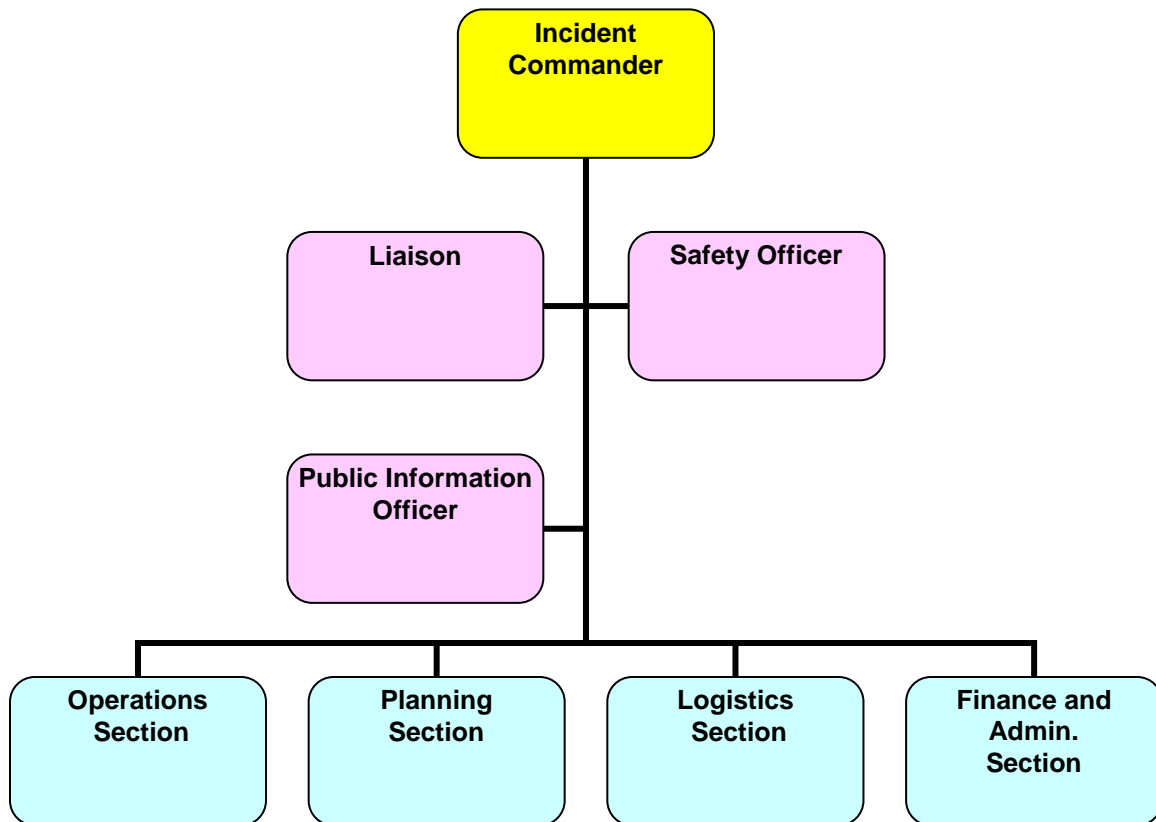 Incident
Commander
Liaison
Safety Officer
Public Information
Officer
Operations
Section
Planning
Section
Logistics
Section
Finance and
Admin.
Section